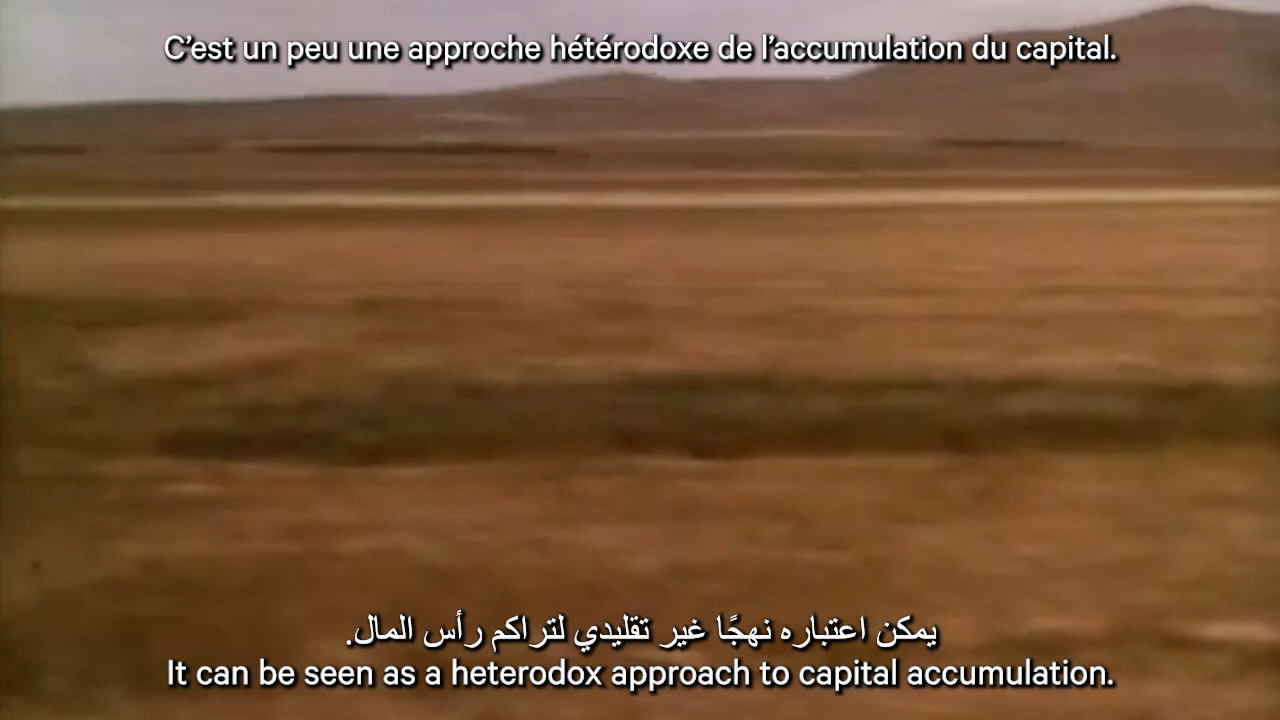 C’est un peu une approche hétérodoxe de l’accumulation du capital.
يمكن اعتباره نهجًا غير تقليدي لتراكم رأس المال.
It can be seen as a heterodox approach to capital accumulation.